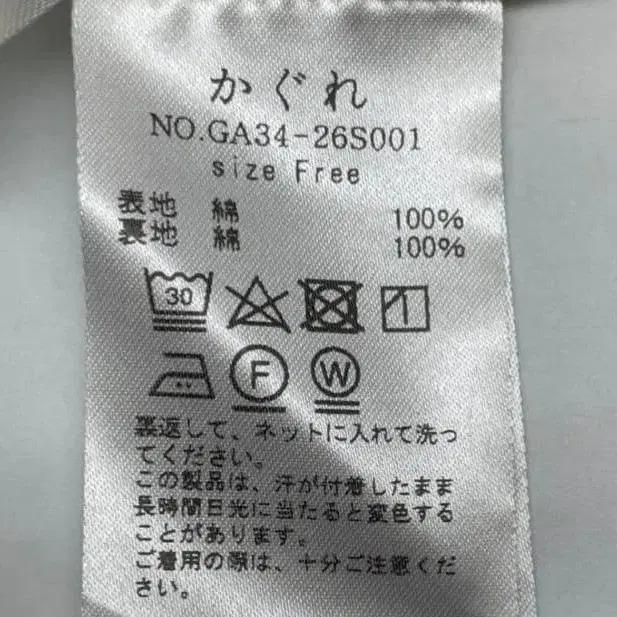 かぐれ
NO.GA34-26S001
size Free
表地 綿 100%
裏地 綿 100%
30
F W
裏返して、ネットに入れて洗っ
てください。
この製品は、汗が付着したまま
長時間日光に当たると変色する
ことがあります。
ご着用の際は、十分ご注意くだ
さい。